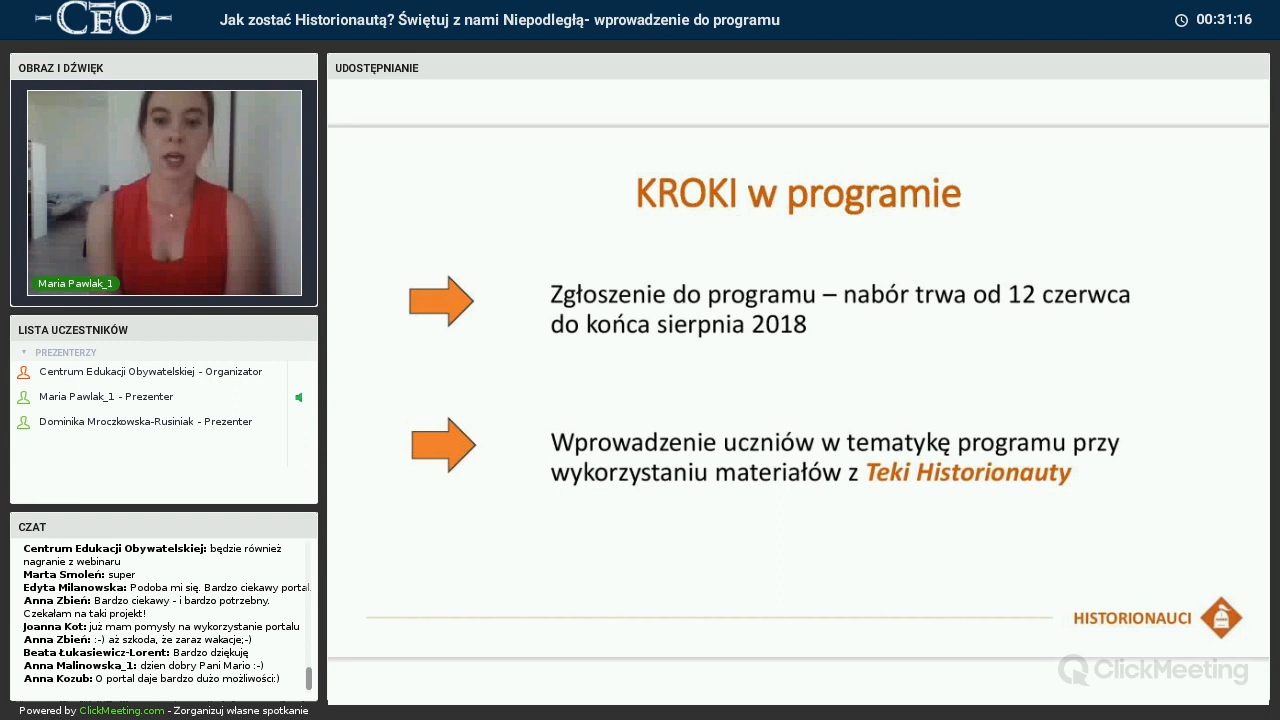 CEO
Jak zostać Historionautą? Świętuj z nami Niepodległą- wprowadzenie do programu
00:31:16
OBRAZ I DŹWIĘK
Maria Pawlak_1
LISTA UCZESTNIKÓW
PREZENTERZY
Centrum Edukacji Obywatelskiej - Organizator
Maria Pawlak_1 - Prezenter
Dominika Mroczkowska-Rusiniak - Prezenter
CZAT
Centrum Edukacji Obywatelskiej: będzie również
nagranie z webinaru
Marta Smoleń: super
Edyta Milanowska: Podoba mi się. Bardzo ciekawy portal.
Anna Zbień: Bardzo ciekawy - i bardzo potrzebny.
Czekałam na taki projekt!
Joanna Kot: już mam pomysły na wykorzystanie portalu
Anna Zbień: :-) aż szkoda, że zaraz wakacje;-)
Beata Łukasiewicz-Lorent: Bardzo dziękuję
Anna Malinowska_1: dzien dobry Pani Mario :-)
Anna Kozub: O portal daje bardzo dużo możliwości:)
Powered by ClickMeeting.com - Zorganizuj własne spotkanie
UDOSTĘPNIANIE
KROKI w programie
Zgłoszenie do programu – nabór trwa od 12 czerwca
do końca sierpnia 2018
Wprowadzenie uczniów w tematykę programu przy
wykorzystaniu materiałów z Teki Historionauty
HISTORIONAUCI
ClickMeeting